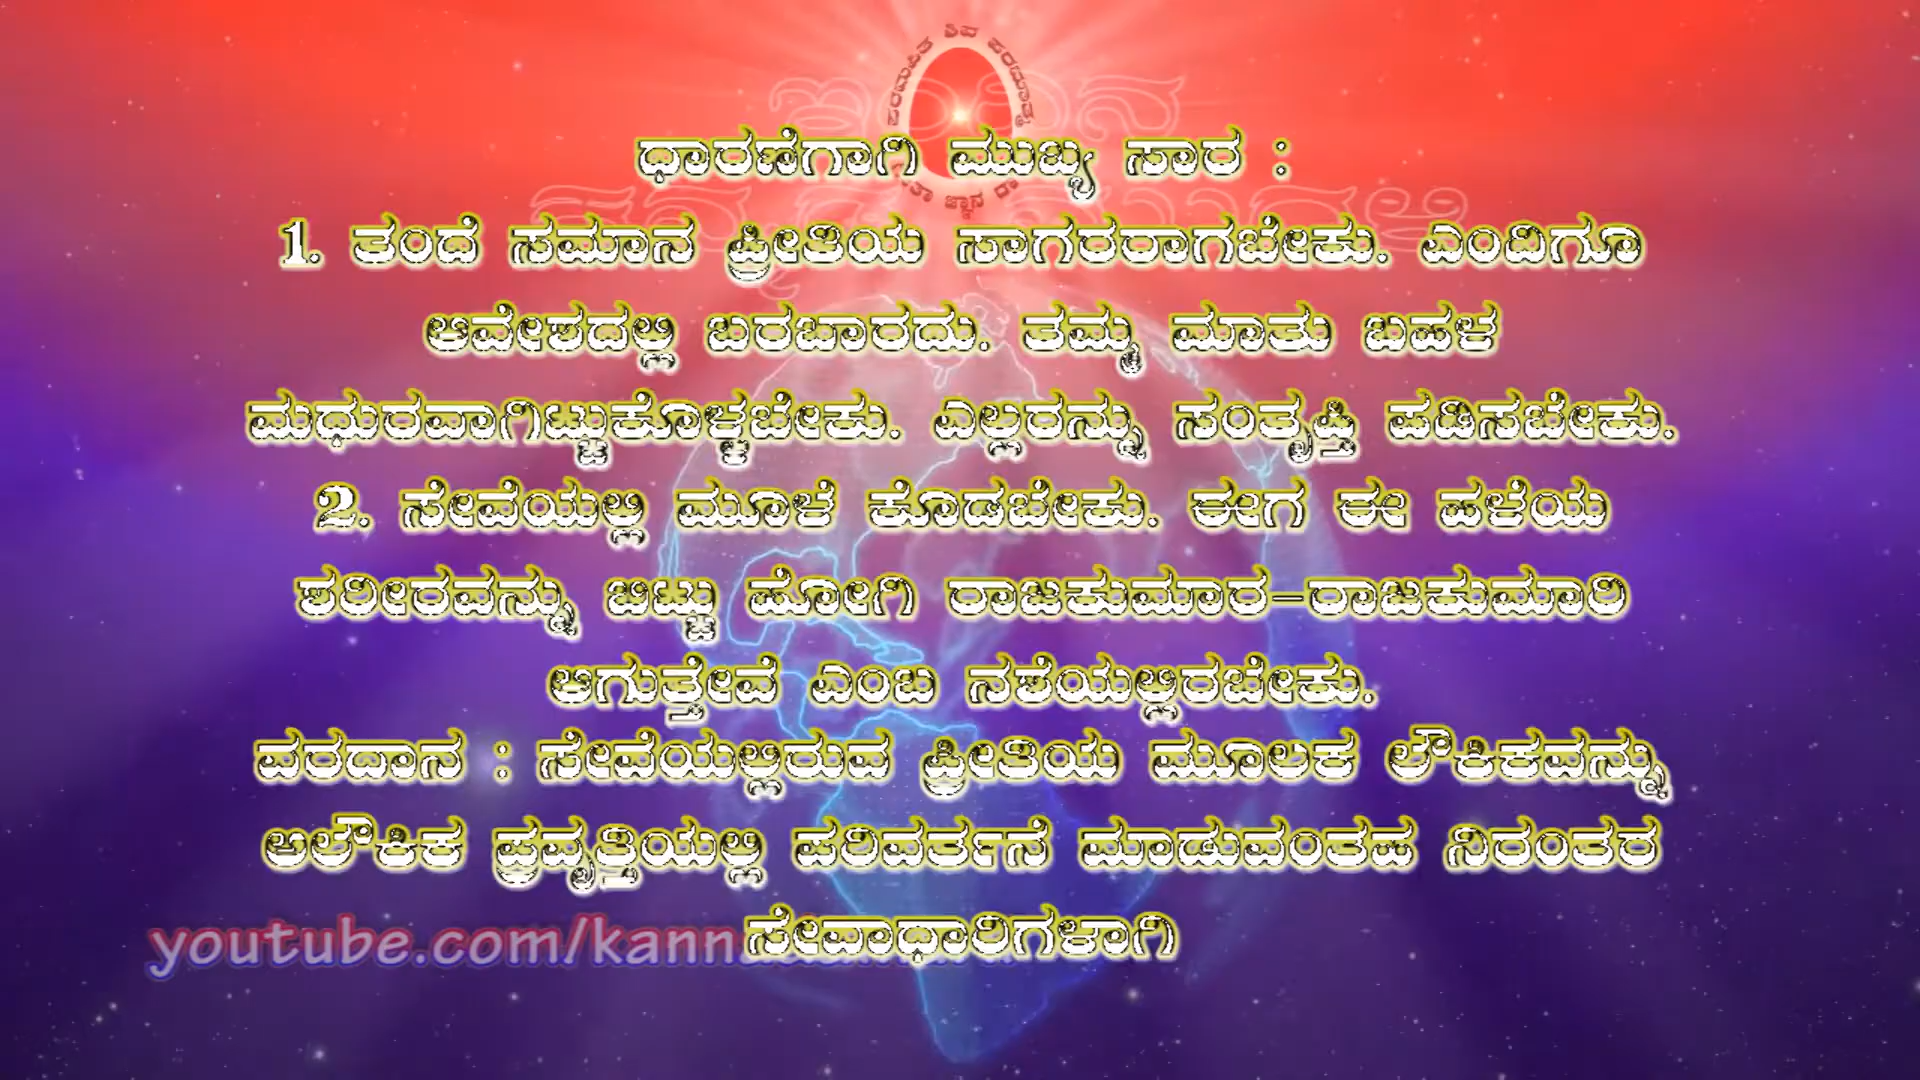 ಪರಮಪಿತ ಶಿವ ಪರಮಾತ್ಮ
ಧಾರಣೆಗಾಗಿ ಮುಖ್ಯ ಸಾರ :
1. ತಂದೆ ಸಮಾನ ಪ್ರೀತಿಯ ಸಾಗರರಾಗಬೇಕು. ಎಂದಿಗೂ
ಆವೇಶದಲ್ಲಿ ಬರಬಾರದು. ತಮ್ಮ ಮಾತು ಬಹಳ
ಮಧುರವಾಗಿಟ್ಟುಕೊಳ್ಳಬೇಕು. ಎಲ್ಲರನ್ನು ಸಂತೃಪ್ತಿ ಪಡಿಸಬೇಕು.
2. ಸೇವೆಯಲ್ಲಿ ಮೂಳೆ ಕೊಡಬೇಕು. ಈಗ ಈ ಹಳೆಯ
ಶರೀರವನ್ನು ಬಿಟ್ಟು ಹೋಗಿ ರಾಜಕುಮಾರ-ರಾಜಕುಮಾರಿ
ಆಗುತ್ತೇವೆ ಎಂಬ ನಶೆಯಲ್ಲಿರಬೇಕು.
ವರದಾನ : ಸೇವೆಯಲ್ಲಿರುವ ಪ್ರೀತಿಯ ಮೂಲಕ ಲೌಕಿಕವನ್ನು
ಅಲೌಕಿಕ ಪ್ರವೃತ್ತಿಯಲ್ಲಿ ಪರಿವರ್ತನೆ ಮಾಡುವಂತಹ ನಿರಂತರ
ಸೇವಾಧಾರಿಗಳಾಗಿ
youtube.com/kann